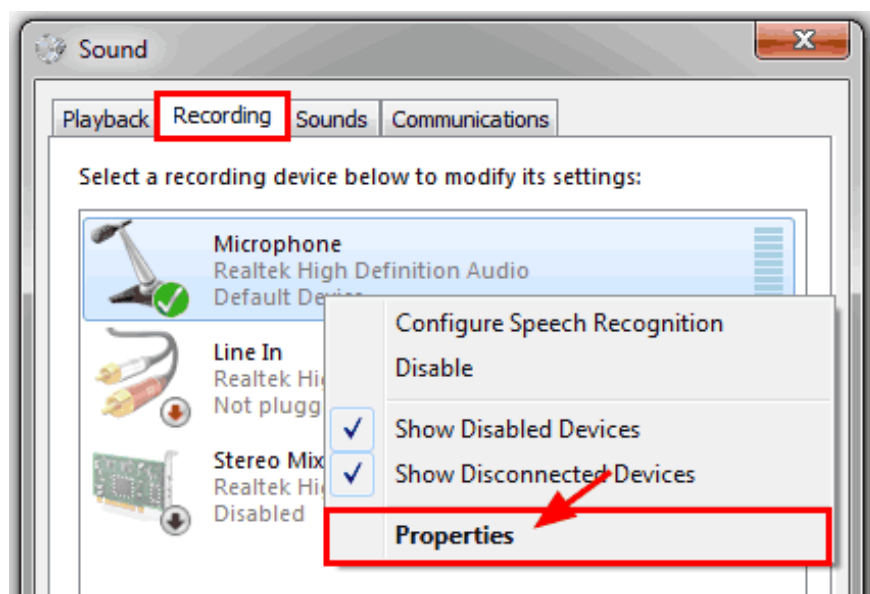 Sound
Playback Recording Sounds Communications
Select a recording device below to modify its settings:
Microphone
Realtek High Definition Audio
Default Device
Configure Speech Recognition
Line In
Disable
Realtek Hi
Not plugg
Show Disabled Devices
Stereo Mix
Show Disconnected Devices
Realtek Hi
Disabled
Properties